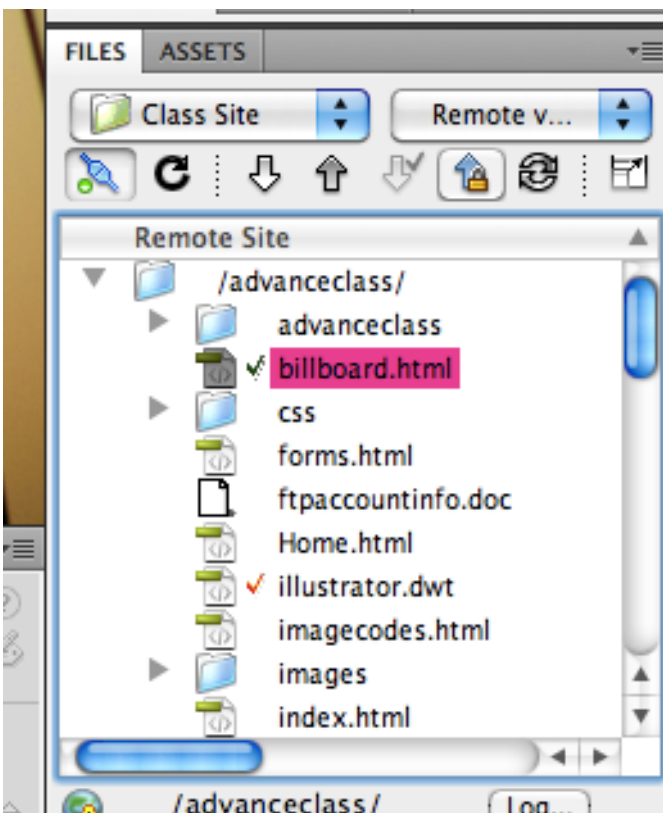 FILES ASSETS
Class Site Remote v...
Remote Site
/advanceclass/
advanceclass
billboard.html
css
forms.html
ftpaccountinfo.doc
Home.html
illustrator.dwt
imagecodes.html
images
index.html
/advanceclass/ Log...